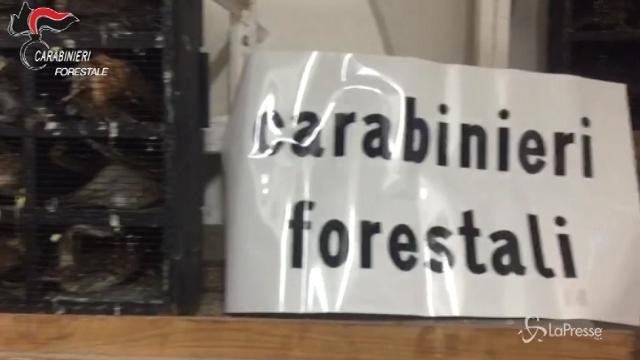 CARABINIERI
FORESTALE
carabinieri
forestali
LaPresse